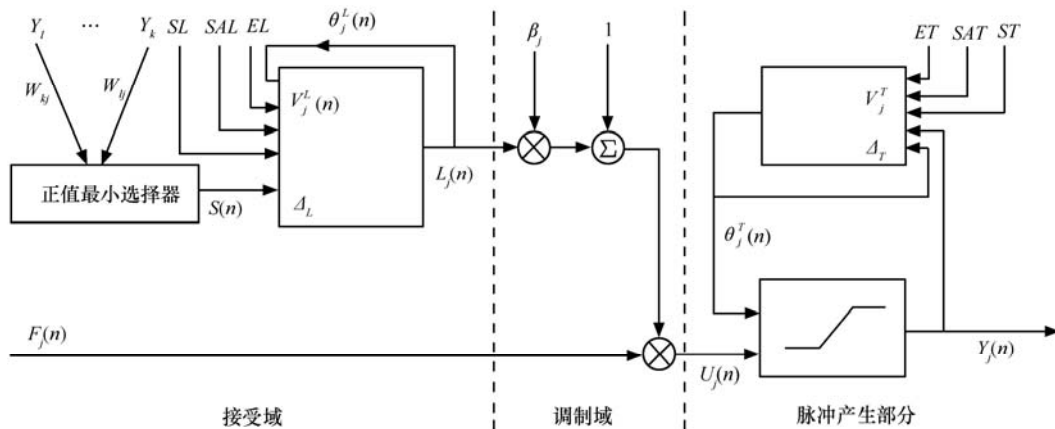 Y_l ... Y_k SL SAL EL
θ_j^L(n)
W_kj W_lj
V_j^L(n)
正值最小选择器
S(n)
Δ_L
L_j(n)
β_j
1
Σ
ET SAT ST
V_j^T
Δ_T
θ_j^T(n)
F_j(n)
U_j(n)
Y_j(n)
接受域 调制域 脉冲产生部分